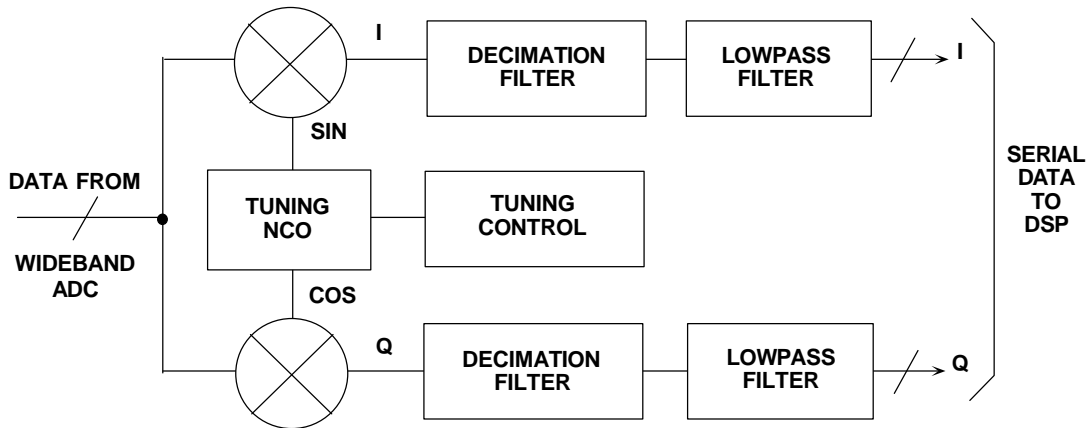 I
DECIMATION
FILTER
LOWPASS
FILTER
I
SIN
DATA FROM
WIDEBAND
ADC
TUNING
NCO
TUNING
CONTROL
SERIAL
DATA
TO
DSP
COS
Q
DECIMATION
FILTER
LOWPASS
FILTER
Q